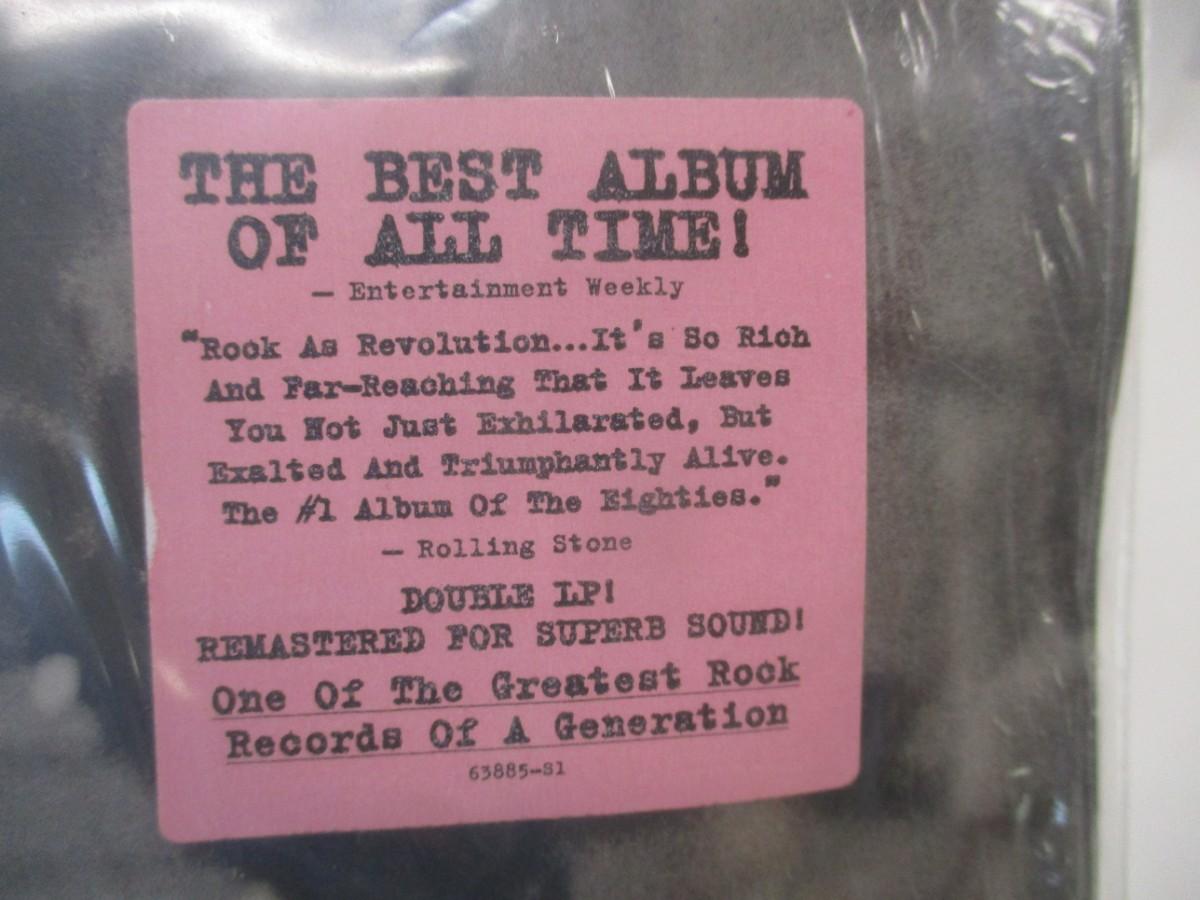 THE BEST ALBUM
OF ALL TIME!
— Entertainment Weekly
"Rock As Revolution...It's So Rich
And Far-Reaching That It Leaves
You Not Just Exhilarated, But
Exalted And Triumphantly Alive.
The #1 Album Of The Eighties."
— Rolling Stone
DOUBLE LP!
REMASTERED FOR SUPERB SOUND!
One Of The Greatest Rock
Records Of A Generation
63885-S1